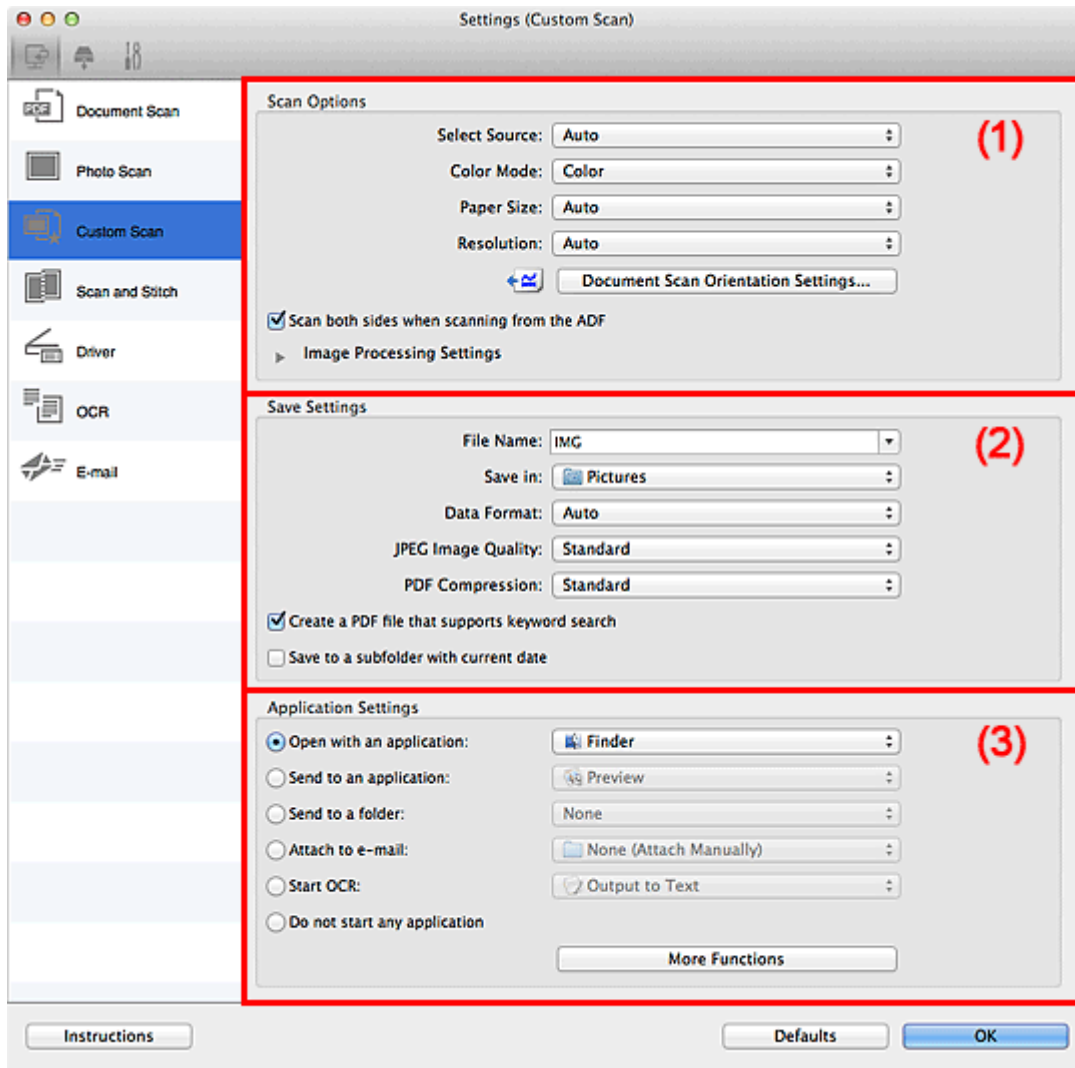 Settings (Custom Scan)
Document Scan
Photo Scan
Custom Scan
Scan and Stitch
Driver
OCR
E-mail
Scan Options
(1)
Select Source: Auto
Color Mode: Color
Paper Size: Auto
Resolution: Auto
Document Scan Orientation Settings...
Scan both sides when scanning from the ADF
Image Processing Settings
Save Settings
(2)
File Name: IMG
Save in: Pictures
Data Format: Auto
JPEG Image Quality: Standard
PDF Compression: Standard
Create a PDF file that supports keyword search
Save to a subfolder with current date
Application Settings
(3)
Open with an application: Finder
Send to an application: Preview
Send to a folder: None
Attach to e-mail: None (Attach Manually)
Start OCR: Output to Text
Do not start any application
More Functions
Instructions
Defaults
OK